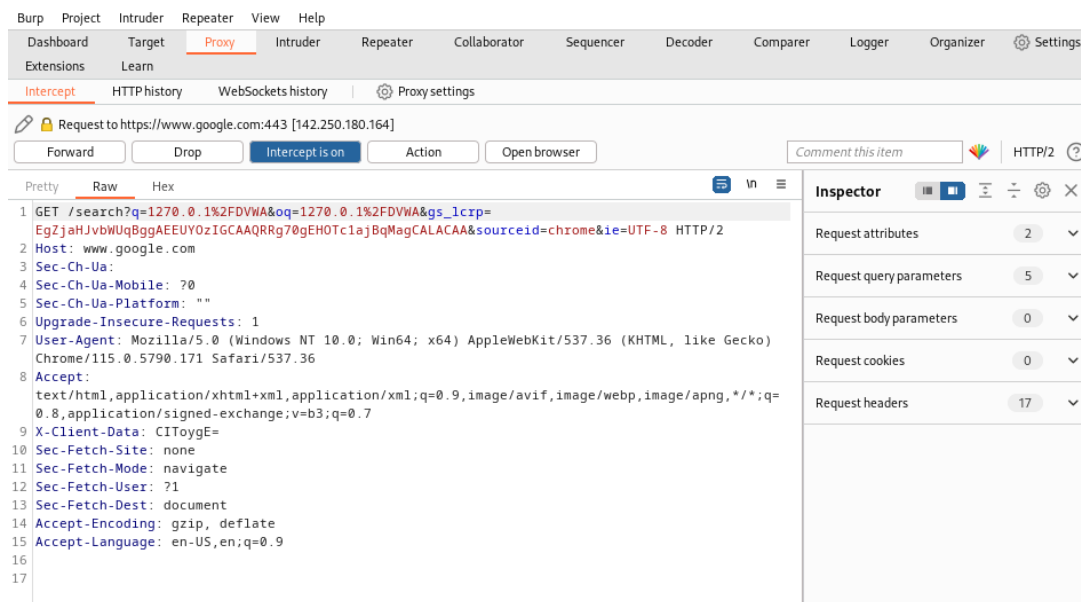 Burp Project Intruder Repeater View Help
Dashboard Target Proxy Intruder Repeater Collaborator Sequencer Decoder Comparer Logger Organizer Settings
Extensions Learn
Intercept HTTP history WebSockets history Proxy settings
Request to https://www.google.com:443 [142.250.180.164]
Forward Drop Intercept is on Action Open browser Comment this item HTTP/2 ?
Pretty Raw Hex \n
Inspector
1 GET /search?q=1270.0.1%2FDVWA&oq=1270.0.1%2FDVWA&gs_lcrp=
EgZjaHJvbWUqBggAEEUYOzIGCAAQRRg70gEHOTc1ajBqMagCALACAA&sourceid=chrome&ie=UTF-8 HTTP/2
2 Host: www.google.com
3 Sec-Ch-Ua:
4 Sec-Ch-Ua-Mobile: ?0
5 Sec-Ch-Ua-Platform: ""
6 Upgrade-Insecure-Requests: 1
7 User-Agent: Mozilla/5.0 (Windows NT 10.0; Win64; x64) AppleWebKit/537.36 (KHTML, like Gecko)
Chrome/115.0.5790.171 Safari/537.36
8 Accept:
text/html,application/xhtml+xml,application/xml;q=0.9,image/avif,image/webp,image/apng,*/*;q=
0.8,application/signed-exchange;v=b3;q=0.7
9 X-Client-Data: CIToygE=
10 Sec-Fetch-Site: none
11 Sec-Fetch-Mode: navigate
12 Sec-Fetch-User: ?1
13 Sec-Fetch-Dest: document
14 Accept-Encoding: gzip, deflate
15 Accept-Language: en-US,en;q=0.9
16
17
Request attributes 2
Request query parameters 5
Request body parameters 0
Request cookies 0
Request headers 17